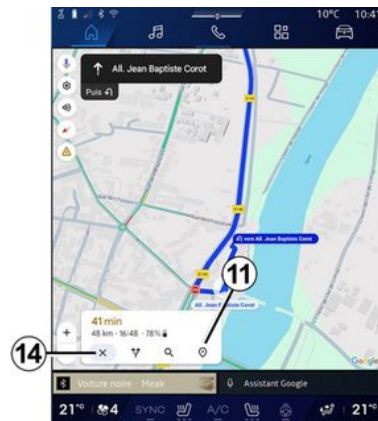 10°C 10:41
All. Jean Baptiste Corot
Puis
vers All. Jean Baptiste Corot
All. Jean Baptiste Corot
11
41 min
48 km · 16:48 · 78%
14
+
Google
Voiture noire · Meak
Assistant Google
21°C
4
SYNC
A/C
21°C